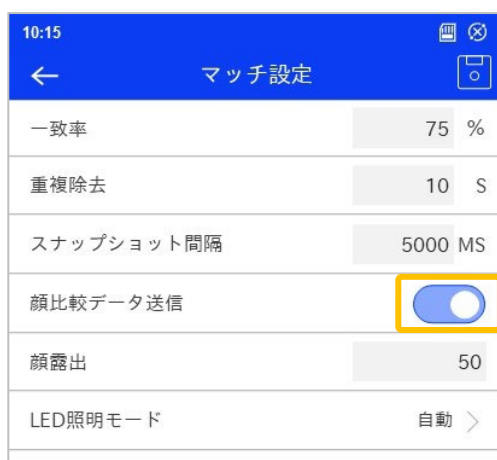 10:15
マッチ設定
一致率 75 %
重複除去 10 S
スナップショット間隔 5000 MS
顔比較データ送信
顔露出 50
LED照明モード 自動